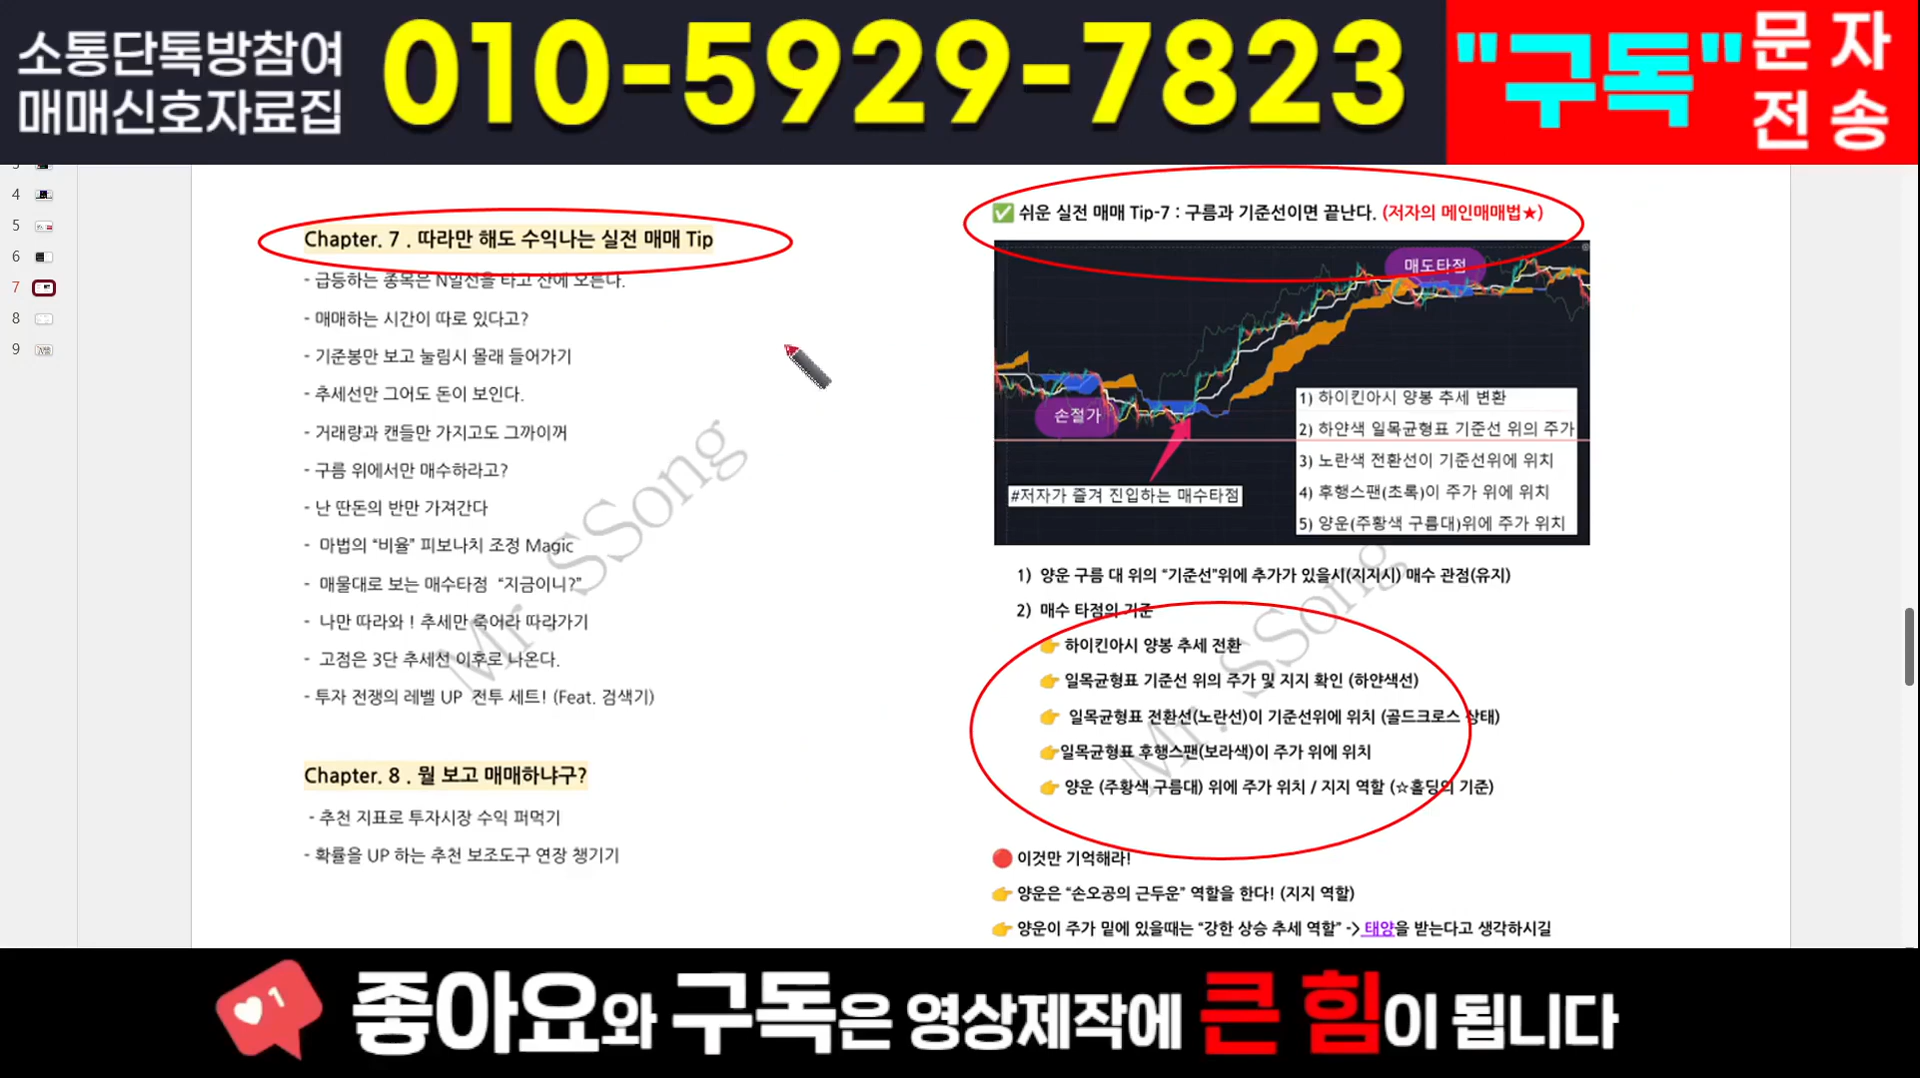 소통단톡방참여
매매신호자료집
010-5929-7823
"구독"
문 자
전 송
4
5
6
7
8
9
Chapter. 7 . 따라만 해도 수익나는 실전 매매 Tip
- 급등하는 종목은 N일선을 타고 산에 오른다.
- 매매하는 시간이 따로 있다고?
- 기준봉만 보고 눌림시 몰래 들어가기
- 추세선만 그어도 돈이 보인다.
- 거래량과 캔들만 가지고도 그까이꺼
- 구름 위에서만 매수하라고?
- 난 딴돈의 반만 가져간다
- 마법의 “비율” 피보나치 조정 Magic
- 매물대로 보는 매수타점 “지금이니?”
- 나만 따라와 ! 추세만 죽어라 따라가기
- 고점은 3단 추세선 이후로 나온다.
- 투자 전쟁의 레벨 UP 전투 세트! (Feat. 검색기)
Chapter. 8 . 뭘 보고 매매하냐구?
- 추천 지표로 투자시장 수익 퍼먹기
- 확률을 UP 하는 추천 보조도구 연장 챙기기
Mr. SSong
✅ 쉬운 실전 매매 Tip-7 : 구름과 기준선이면 끝난다. (저자의 메인매매법★)
매도타점
손절가
#저자가 즐겨 진입하는 매수타점
1) 하이킨아시 양봉 추세 변환
2) 하얀색 일목균형표 기준선 위의 주가
3) 노란색 전환선이 기준선위에 위치
4) 후행스팬(초록)이 주가 위에 위치
5) 양운(주황색 구름대)위에 주가 위치
1) 양운 구름 대 위의 “기준선”위에 추가가 있을시(지지시) 매수 관점(유지)
2) 매수 타점의 기준
👉 하이킨아시 양봉 추세 전환
👉 일목균형표 기준선 위의 주가 및 지지 확인 (하얀색선)
👉 일목균형표 전환선(노란선)이 기준선위에 위치 (골드크로스 상태)
👉일목균형표 후행스팬(보라색)이 주가 위에 위치
👉 양운 (주황색 구름대) 위에 주가 위치 / 지지 역할 (☆홀딩의 기준)
Mr. SSong
🔴 이것만 기억해라!
👉 양운은 “손오공의 근두운” 역할을 한다! (지지 역할)
👉 양운이 주가 밑에 있을때는 “강한 상승 추세 역할” -> 태양을 받는다고 생각하시길
1
좋아요와 구독은 영상제작에 큰 힘이 됩니다